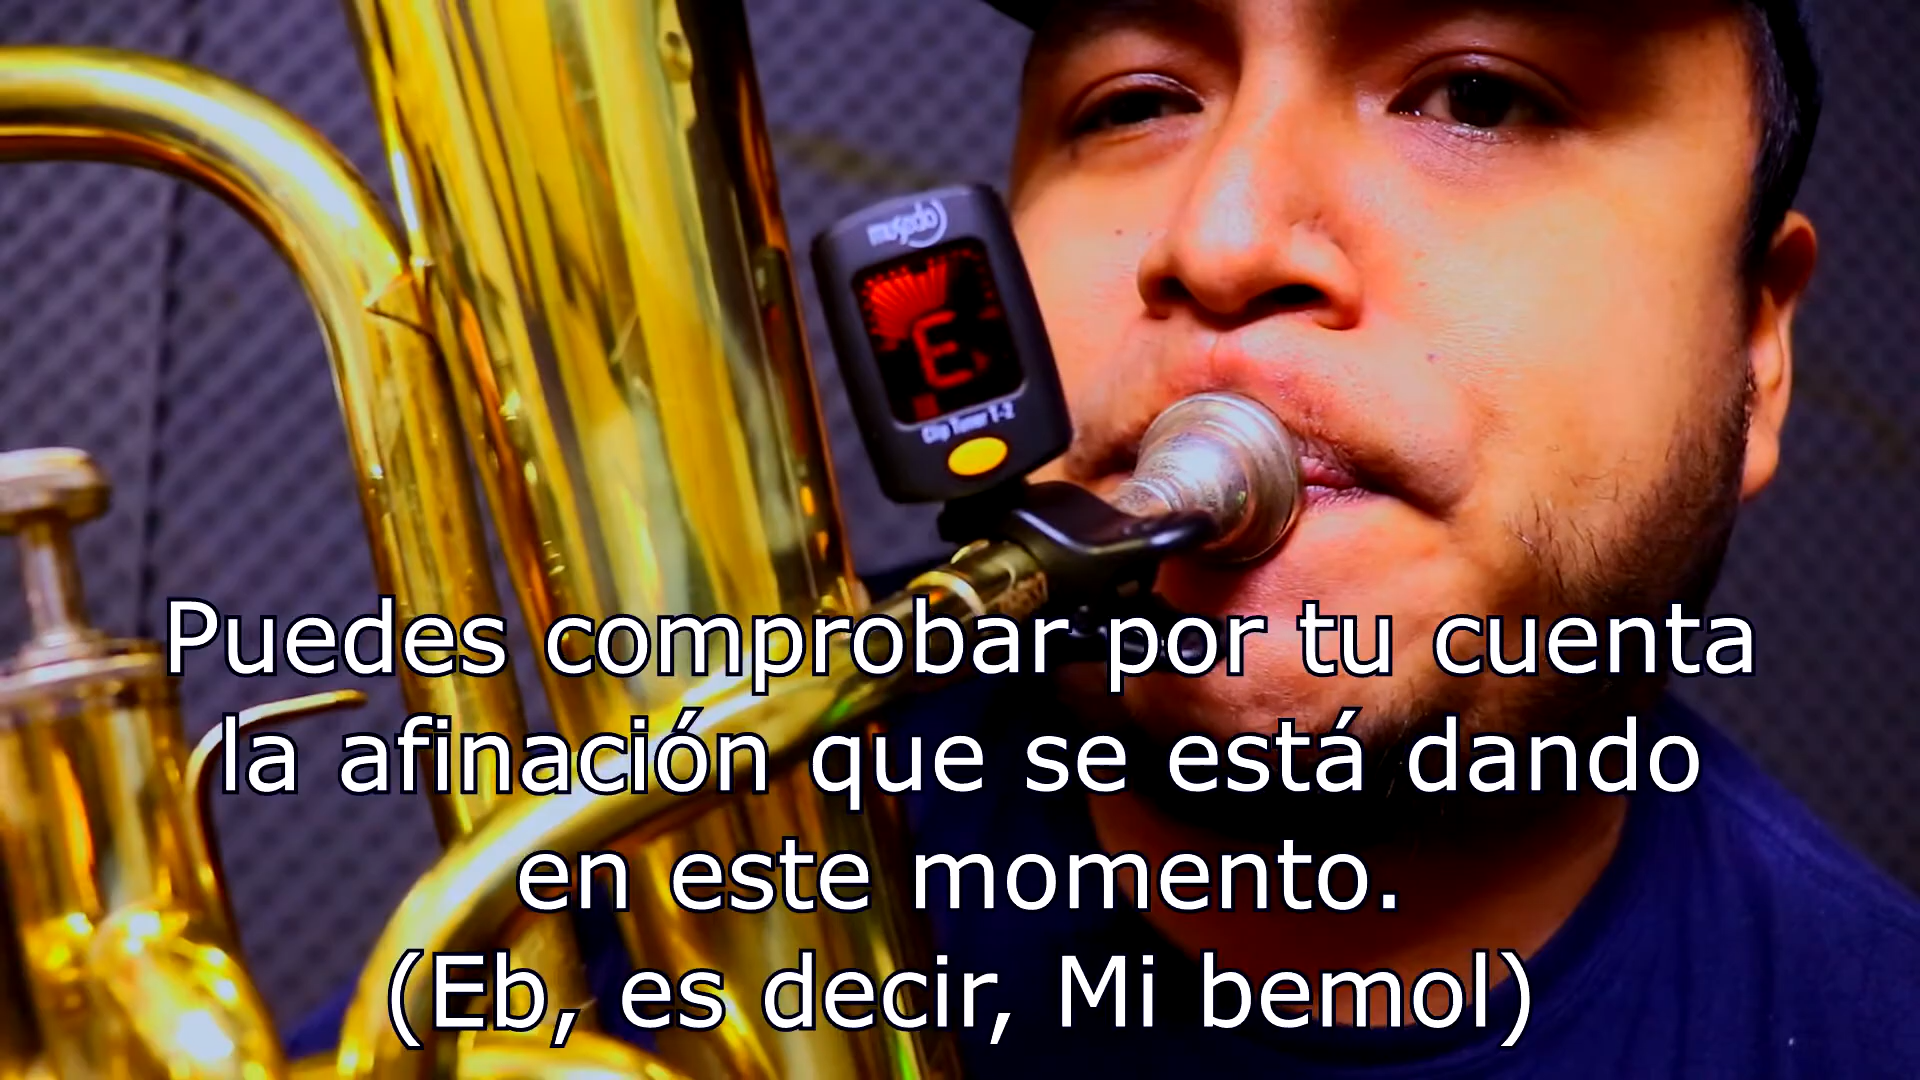 musedo
E
Clip Tuner T-2
Puedes comprobar por tu cuenta
la afinación que se está dando
en este momento.
(Eb, es decir, Mi bemol)